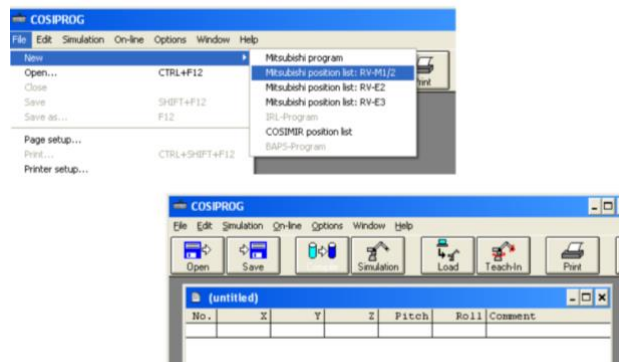 COSIPROG
File Edit Simulation On-line Options Window Help
New
Open... CTRL+F12
Close
Save SHIFT+F12
Save as... F12
Page setup...
Print... CTRL+SHIFT+F12
Printer setup...
Mitsubishi program
Mitsubishi position list: RV-M1/2
Mitsubishi position list: RV-E2
Mitsubishi position list: RV-E3
IRL-Program
COSIMIR position list
BAPS-Program
Print
COSIPROG
File Edit Simulation On-line Options Window Help
Open Save Simulation Load Teach-In Print
(untitled)
No. X Y Z Pitch Roll Comment